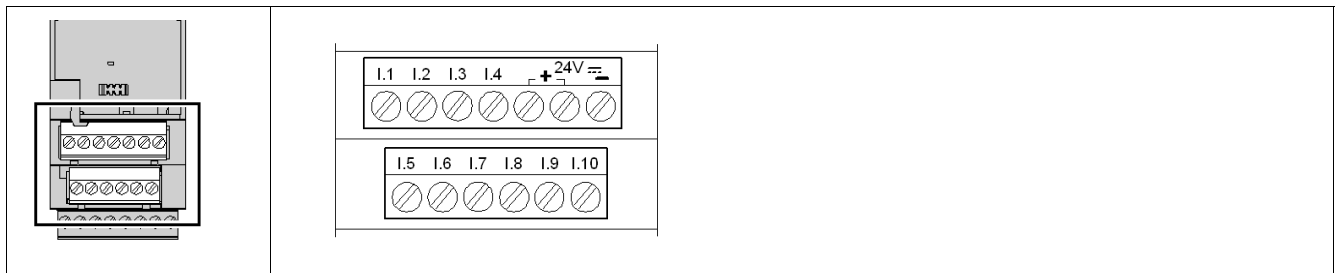 I.1 I.2 I.3 I.4 + 24V ⎓ −
I.5 I.6 I.7 I.8 I.9 I.10